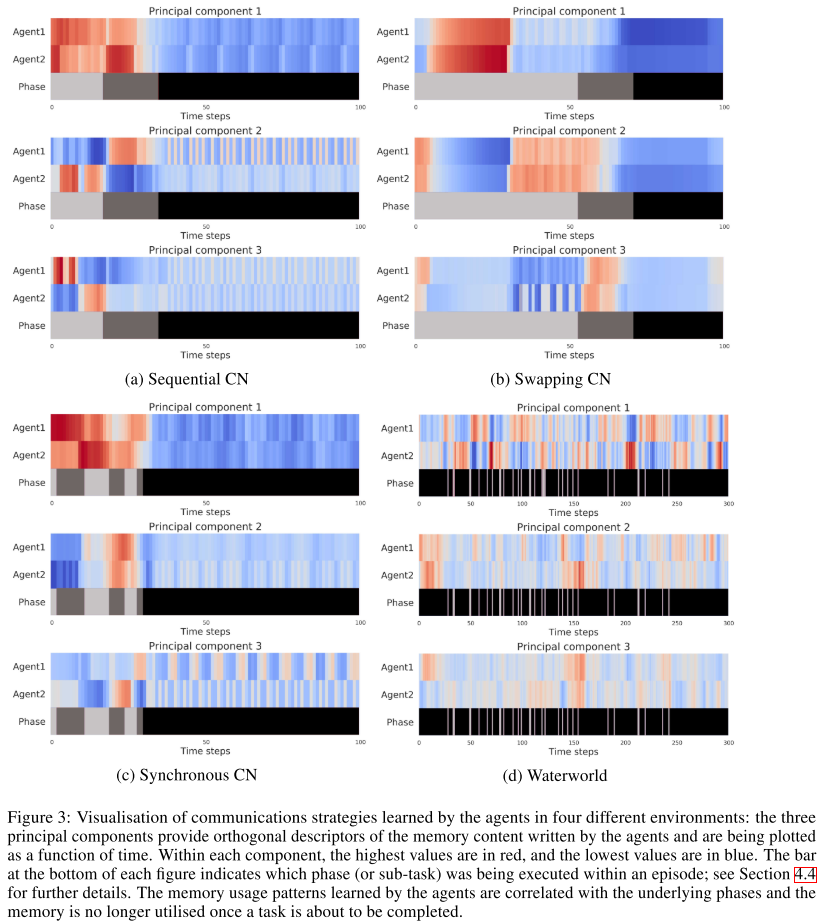 Principal component 1
Agent1
Agent2
Phase
0 50 100
Time steps
Principal component 2
Agent1
Agent2
Phase
0 50 100
Time steps
Principal component 3
Agent1
Agent2
Phase
0 50 100
Time steps
(a) Sequential CN
Principal component 1
Agent1
Agent2
Phase
0 50 100
Time steps
Principal component 2
Agent1
Agent2
Phase
0 50 100
Time steps
Principal component 3
Agent1
Agent2
Phase
0 50 100
Time steps
(b) Swapping CN
Principal component 1
Agent1
Agent2
Phase
0 50 100
Time steps
Principal component 2
Agent1
Agent2
Phase
0 50 100
Time steps
Principal component 3
Agent1
Agent2
Phase
0 50 100
Time steps
(c) Synchronous CN
Principal component 1
Agent1
Agent2
Phase
0 50 100 150 200 250 300
Time steps
Principal component 2
Agent1
Agent2
Phase
0 50 100 150 200 250 300
Time steps
Principal component 3
Agent1
Agent2
Phase
0 50 100 150 200 250 300
Time steps
(d) Waterworld
Figure 3: Visualisation of communications strategies learned by the agents in four different environments: the three
principal components provide orthogonal descriptors of the memory content written by the agents and are being plotted
as a function of time. Within each component, the highest values are in red, and the lowest values are in blue. The bar
at the bottom of each figure indicates which phase (or sub-task) was being executed within an episode; see Section 4.4
for further details. The memory usage patterns learned by the agents are correlated with the underlying phases and the
memory is no longer utilised once a task is about to be completed.